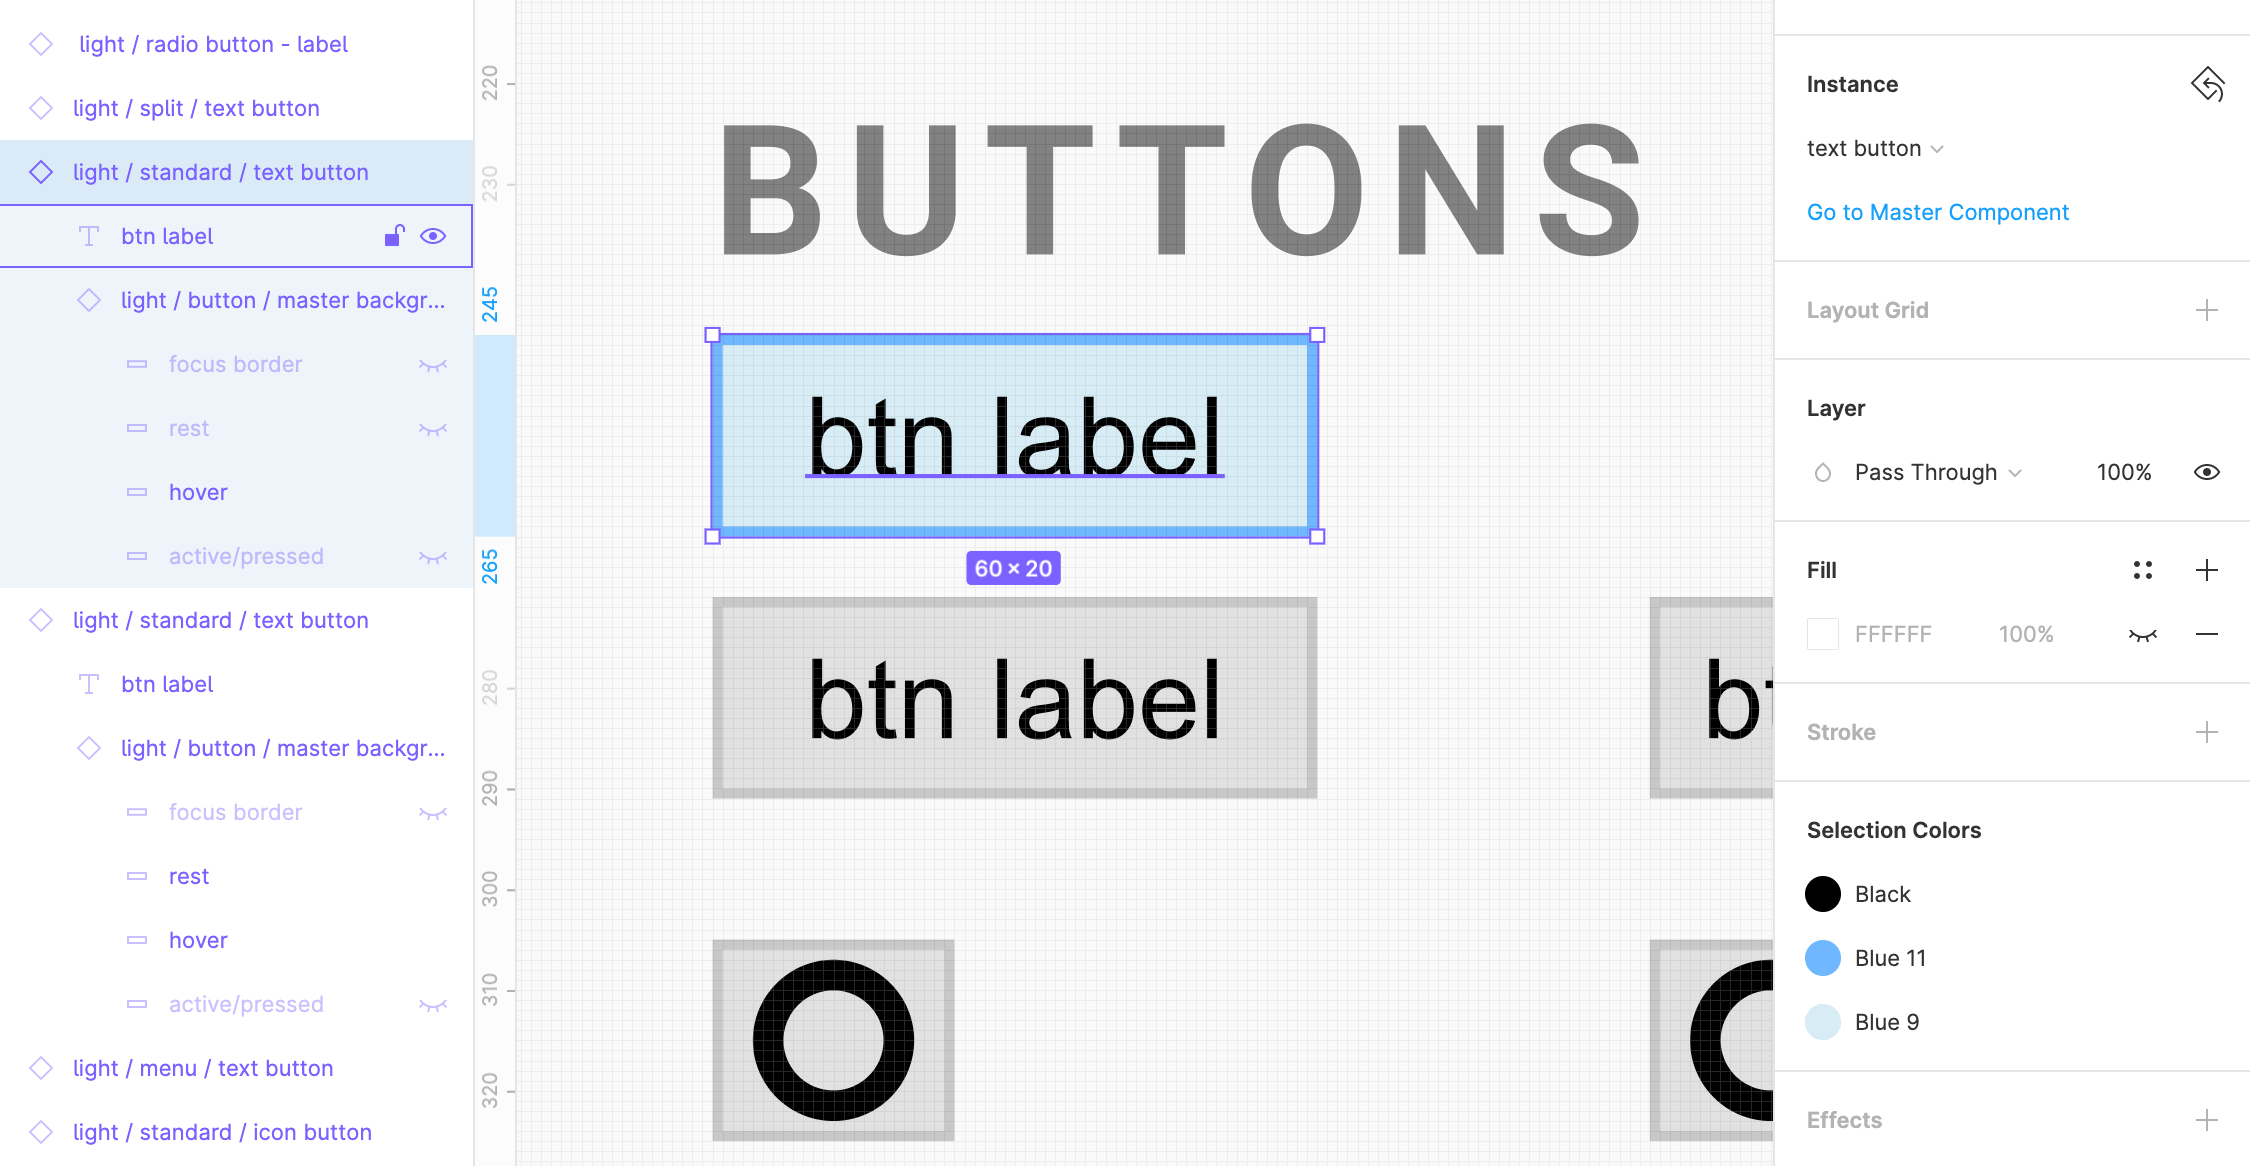 light / radio button - label
light / split / text button
light / standard / text button
btn label
light / button / master backgr...
focus border
rest
hover
active/pressed
light / standard / text button
btn label
light / button / master backgr...
focus border
rest
hover
active/pressed
light / menu / text button
light / standard / icon button
220
230
245
265
280
290
300
310
320
BUTTONS
btn label
60 × 20
btn label
bt
Instance
text button
Go to Master Component
Layout Grid
Layer
Pass Through 100%
Fill
FFFFFF 100%
Stroke
Selection Colors
Black
Blue 11
Blue 9
Effects